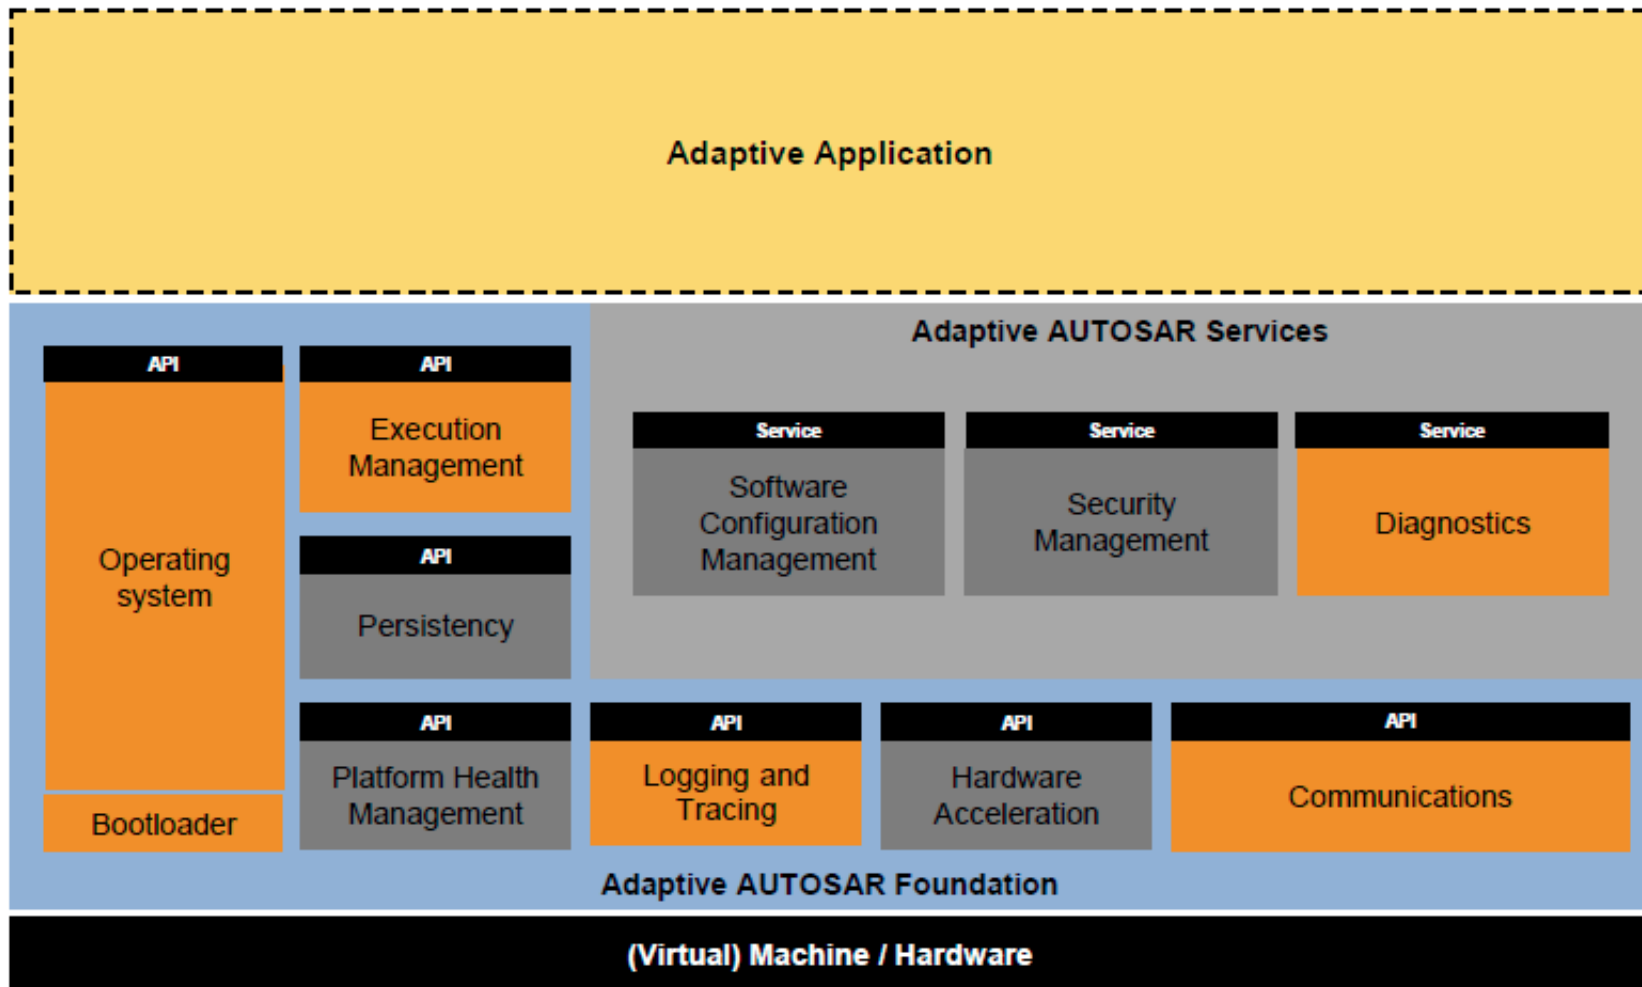 Adaptive Application
Adaptive AUTOSAR Services
API
Operating
system
Bootloader
API
Execution
Management
API
Persistency
API
Platform Health
Management
Service
Software
Configuration
Management
Service
Security
Management
Service
Diagnostics
API
Logging and
Tracing
API
Hardware
Acceleration
API
Communications
Adaptive AUTOSAR Foundation
(Virtual) Machine / Hardware